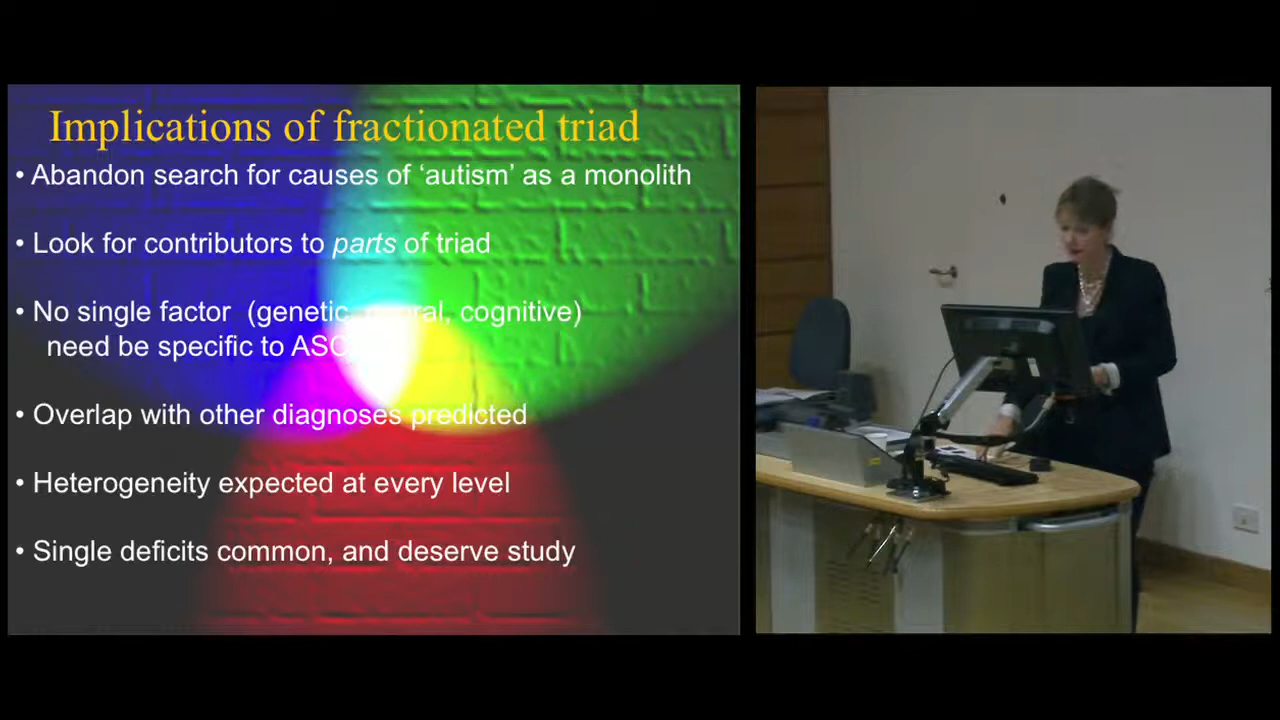 Implications of fractionated triad
• Abandon search for causes of ‘autism’ as a monolith
• Look for contributors to parts of triad
• No single factor (genetic, neural, cognitive)
need be specific to ASC
• Overlap with other diagnoses predicted
• Heterogeneity expected at every level
• Single deficits common, and deserve study